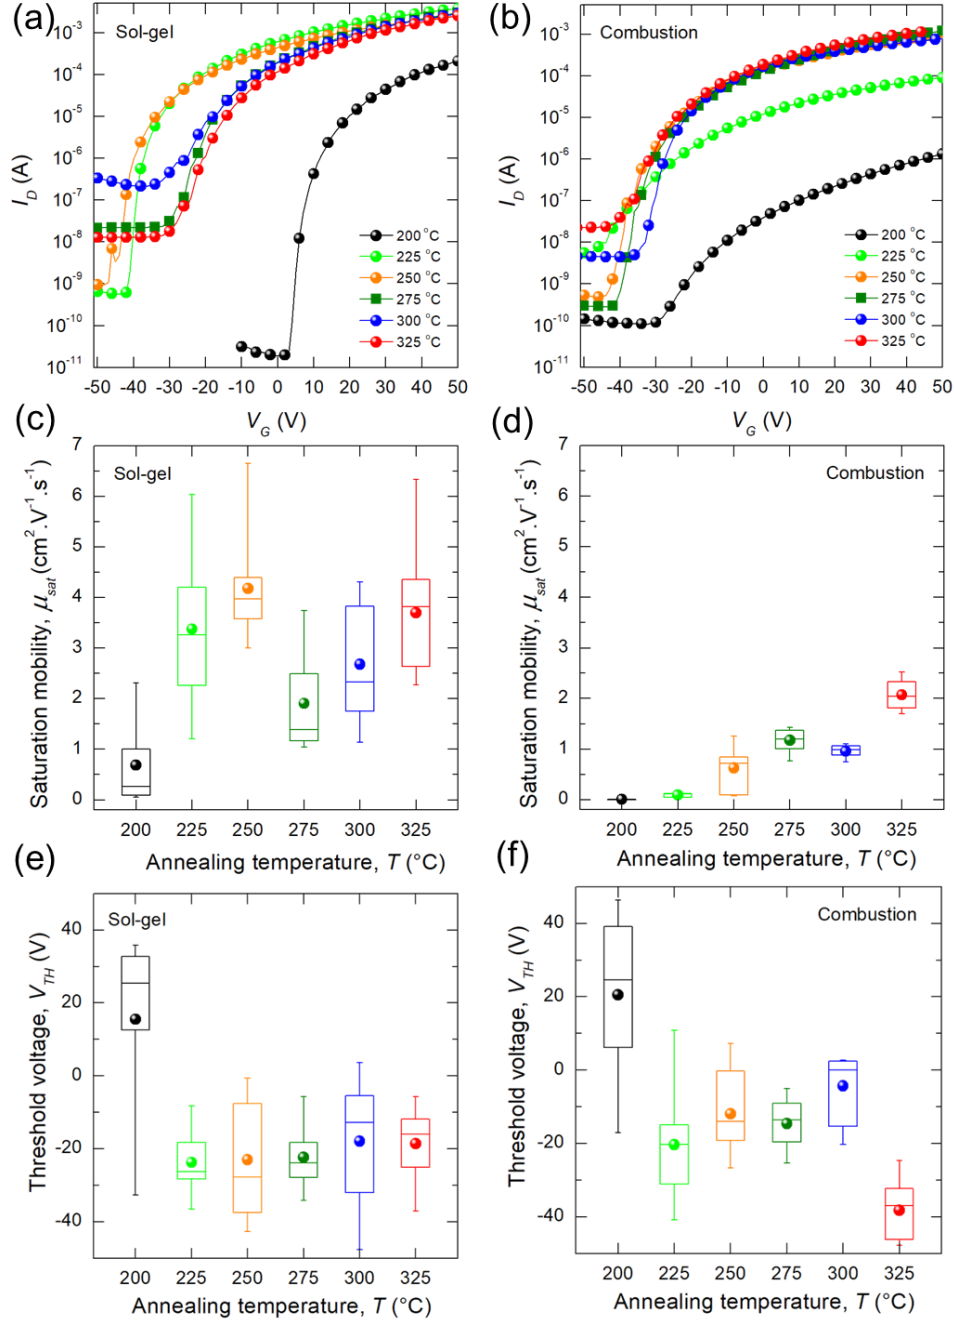 (a)
Sol-gel
10⁻³
10⁻⁴
10⁻⁵
10⁻⁶
10⁻⁷
10⁻⁸
10⁻⁹
10⁻¹⁰
10⁻¹¹
I_D (A)
200 °C
225 °C
250 °C
275 °C
300 °C
325 °C
-50 -40 -30 -20 -10 0 10 20 30 40 50
V_G (V)
(b)
Combustion
10⁻³
10⁻⁴
10⁻⁵
10⁻⁶
10⁻⁷
10⁻⁸
10⁻⁹
10⁻¹⁰
10⁻¹¹
I_D (A)
200 °C
225 °C
250 °C
275 °C
300 °C
325 °C
-50 -40 -30 -20 -10 0 10 20 30 40 50
V_G (V)
(c)
Sol-gel
7
6
5
4
3
2
1
0
Saturation mobility, μ_sat (cm².V⁻¹.s⁻¹)
200 225 250 275 300 325
Annealing temperature, T (°C)
(d)
Combustion
7
6
5
4
3
2
1
0
Saturation mobility, μ_sat (cm².V⁻¹.s⁻¹)
200 225 250 275 300 325
Annealing temperature, T (°C)
(e)
Sol-gel
40
20
0
-20
-40
Threshold voltage, V_TH (V)
200 225 250 275 300 325
Annealing temperature, T (°C)
(f)
Combustion
40
20
0
-20
-40
Threshold voltage, V_TH (V)
200 225 250 275 300 325
Annealing temperature, T (°C)